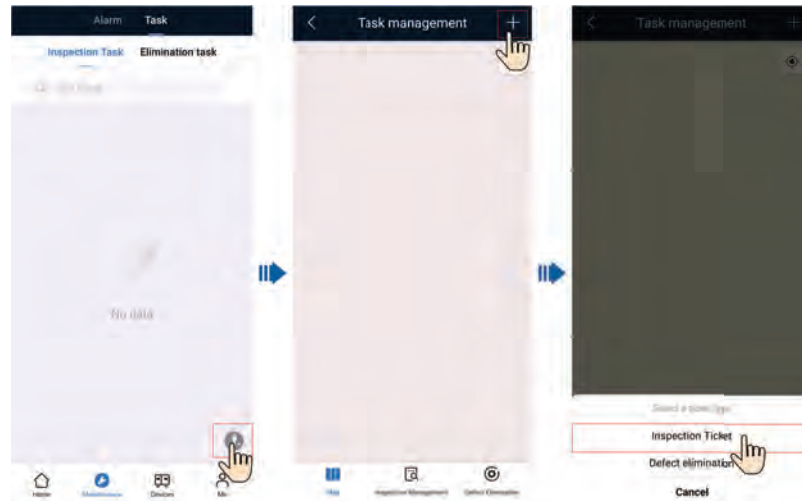 Alarm Task
Inspection Task Elimination task
No data
Home Maintenance Devices Me
Task management
Map Inspection Management Defect Elimination
Task management
Select a ticket type
Inspection Ticket
Defect elimination
Cancel